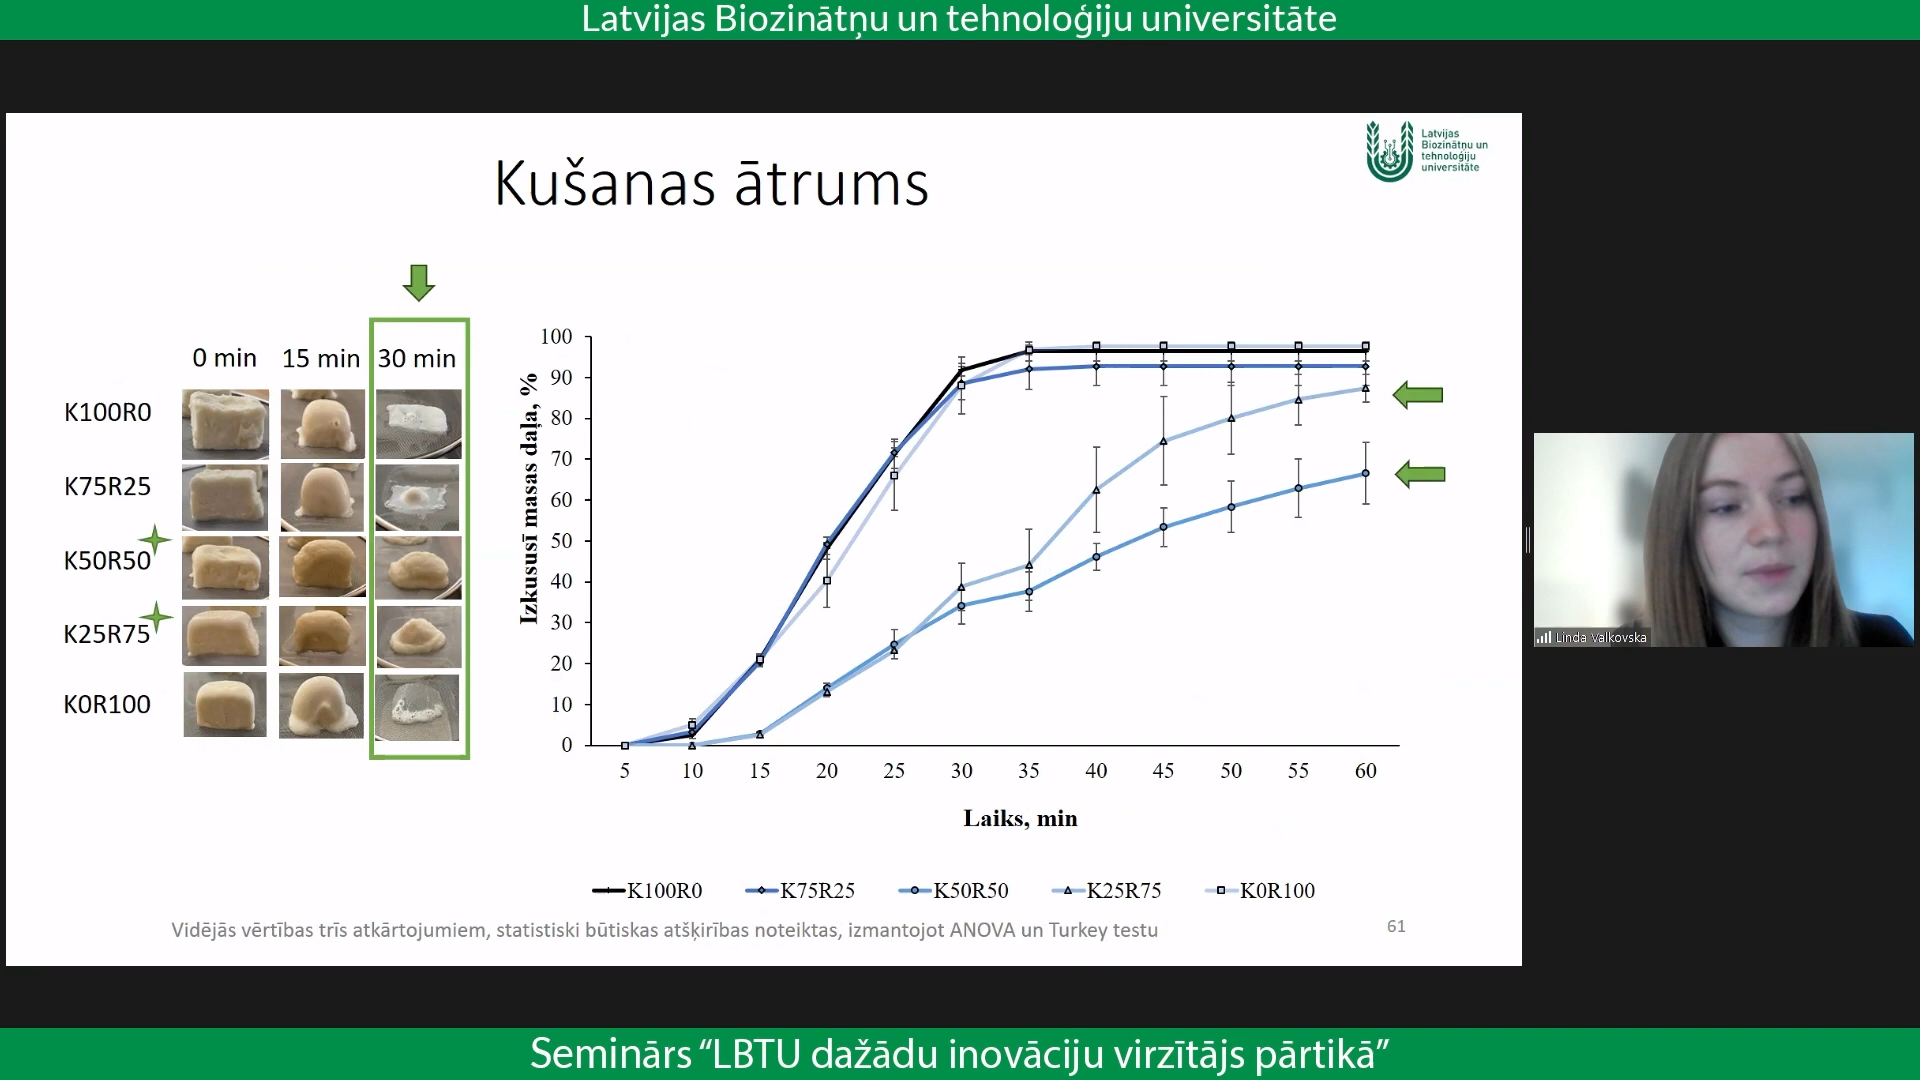 Latvijas Biozinātņu un tehnoloģiju universitāte
Latvijas
Biozinātņu un
tehnoloģiju
universitāte
Kušanas ātrums
0 min 15 min 30 min
K100R0
K75R25
K50R50
K25R75
K0R100
Izkususī masas daļa, %
100
90
80
70
60
50
40
30
20
10
0
5 10 15 20 25 30 35 40 45 50 55 60
Laiks, min
K100R0 K75R25 K50R50 K25R75 K0R100
Vidējās vērtības trīs atkārtojumiem, statistiski būtiskas atšķirības noteiktas, izmantojot ANOVA un Turkey testu
61
Linda Valkovska
Seminārs “LBTU dažādu inovāciju virzītājs pārtikā”